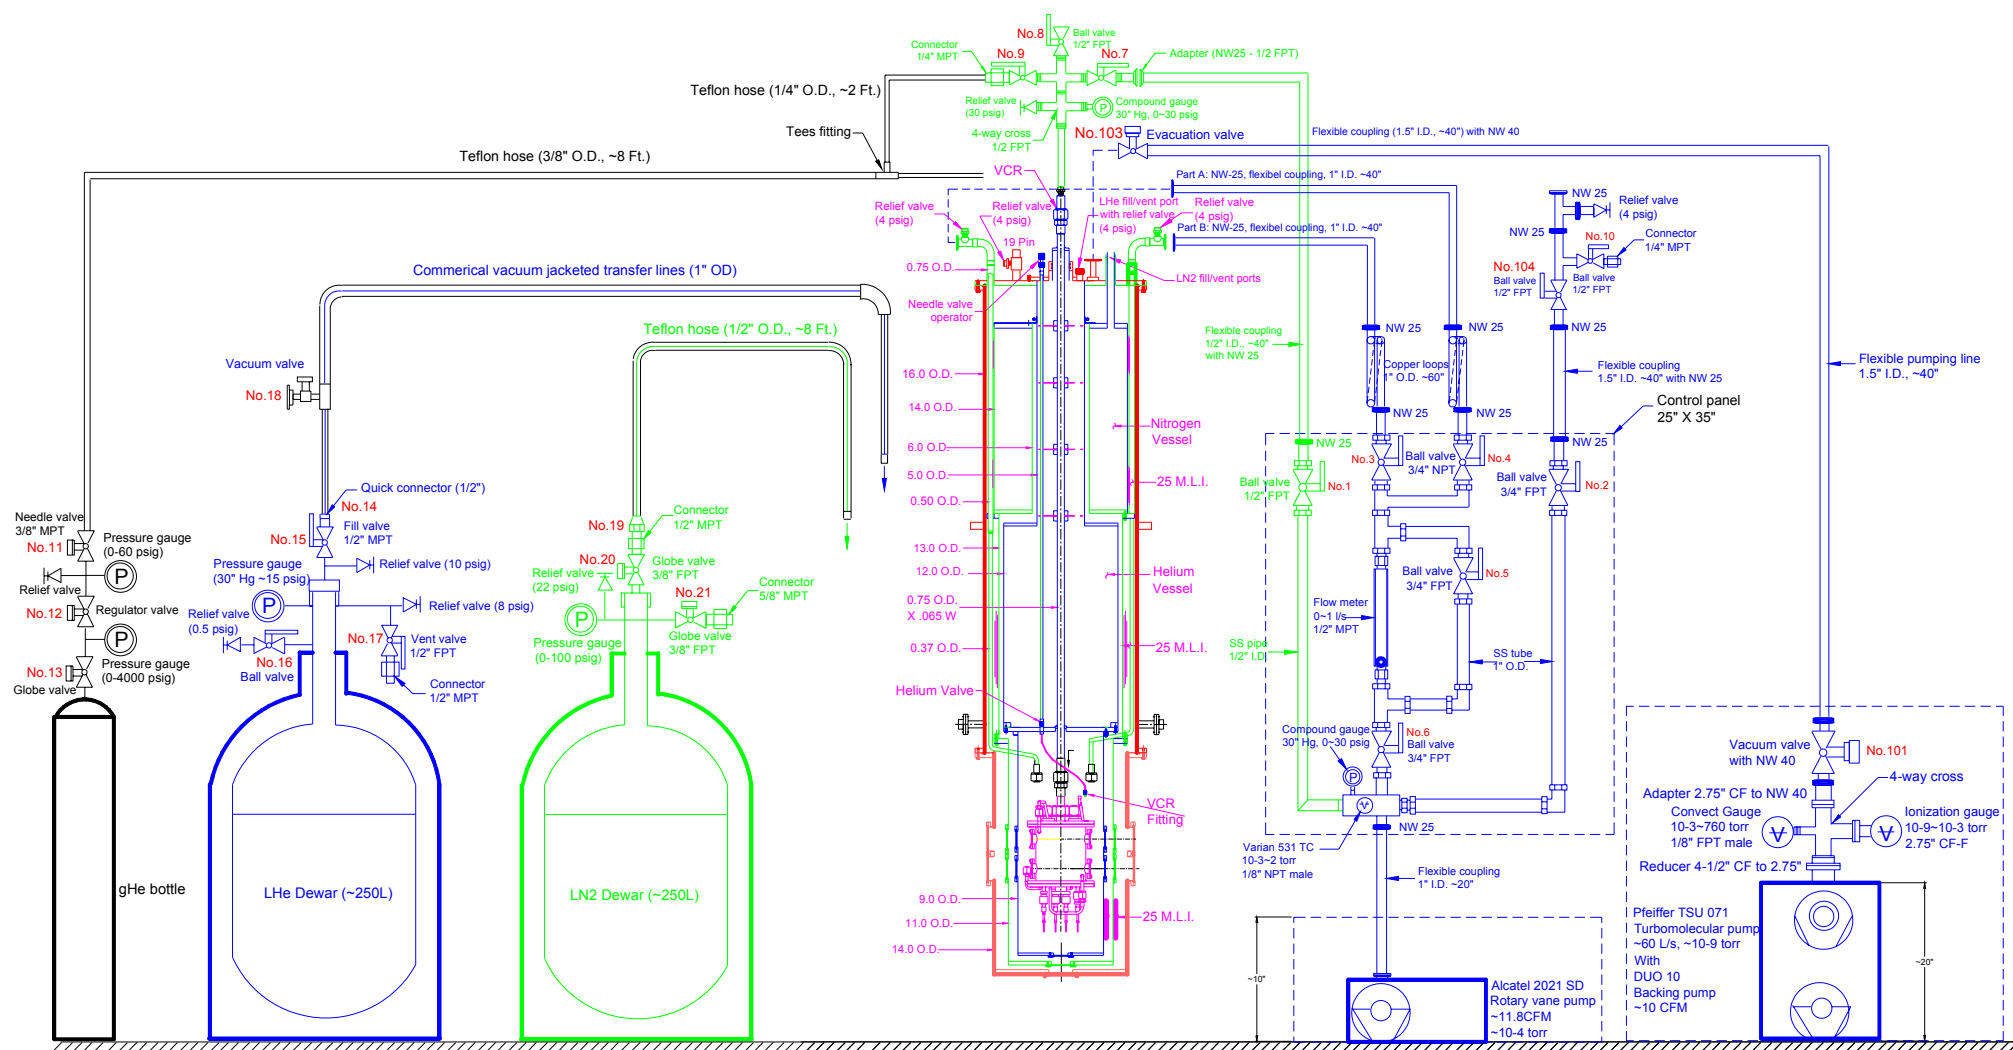 No.8
Ball valve
1/2" FPT
Connector
1/4" MPT
No.9
No.7
Adapter (NW25 - 1/2 FPT)
Teflon hose (1/4" O.D., ~2 Ft.)
Relief valve
(30 psig)
P
Compound gauge
30" Hg, 0~30 psig
4-way cross
1/2 FPT
No.103
Evacuation valve
Flexible coupling (1.5" I.D., ~40") with NW 40
Tees fitting
Teflon hose (3/8" O.D., ~8 Ft.)
VCR
Part A: NW-25, flexibel coupling, 1" I.D. ~40"
Relief valve
(4 psig)
Relief valve
(4 psig)
LHe fill/vent port
with relief valve
(4 psig)
Relief valve
(4 psig)
Part B: NW-25, flexibel coupling, 1" I.D. ~40"
19 Pin
NW 25
Relief valve
(4 psig)
NW 25
No.10
Connector
1/4" MPT
No.104
Ball valve
1/2" FPT
Ball valve
1/2" FPT
Commerical vacuum jacketed transfer lines (1" OD)
0.75 O.D.
LN2 fill/vent ports
Needle valve
operator
Teflon hose (1/2" O.D., ~8 Ft.)
Flexible coupling
1/2" I.D., ~40"
with NW 25
NW 25
NW 25
NW 25
Copper loops
1" O.D. ~60"
Flexible coupling
1.5" I.D. ~40" with NW 25
Flexible pumping line
1.5" I.D., ~40"
Vacuum valve
No.18
16.0 O.D.
14.0 O.D.
NW 25
NW 25
Control panel
25" X 35"
Nitrogen
Vessel
6.0 O.D.
5.0 O.D.
0.50 O.D.
25 M.L.I.
NW 25
NW 25
No.3
Ball valve
3/4" NPT
No.4
Ball valve
1/2" FPT
No.1
Ball valve
3/4" FPT
No.2
Quick connector (1/2")
No.14
Fill valve
1/2" MPT
No.15
Needle valve
3/8" MPT
No.11
Pressure gauge
(0-60 psig)
P
Relief valve
No.12
Regulator valve
P
No.13
Pressure gauge
(0-4000 psig)
Globe valve
Pressure gauge
(30" Hg ~15 psig)
P
Relief valve (10 psig)
Relief valve (8 psig)
Relief valve
(0.5 psig)
No.16
Ball valve
No.17
Vent valve
1/2" FPT
Connector
1/2" MPT
No.19
Connector
1/2" MPT
No.20
Globe valve
3/8" FPT
Relief valve
(22 psig)
P
No.21
Connector
5/8" MPT
Pressure gauge
(0-100 psig)
Globe valve
3/8" FPT
13.0 O.D.
12.0 O.D.
Helium
Vessel
0.75 O.D.
X .065 W
0.37 O.D.
25 M.L.I.
Helium Valve
Ball valve
3/4" FPT
No.5
Flow meter
0~1 l/s
1/2" MPT
SS pipe
1/2" I.D.
SS tube
1" O.D.
Compound gauge
30" Hg, 0~30 psig
No.6
Ball valve
3/4" FPT
P
NW 25
Varian 531 TC
10-3~2 torr
1/8" NPT male
VCR
Fitting
Flexible coupling
1" I.D. ~20"
Vacuum valve
with NW 40
No.101
4-way cross
Adapter 2.75" CF to NW 40
Convect Gauge
10-3~760 torr
1/8" FPT male
Ionization gauge
10-9~10-3 torr
2.75" CF-F
Reducer 4-1/2" CF to 2.75"
gHe bottle
LHe Dewar (~250L)
LN2 Dewar (~250L)
9.0 O.D.
11.0 O.D.
14.0 O.D.
25 M.L.I.
~10"
Alcatel 2021 SD
Rotary vane pump
~11.8CFM
~10-4 torr
Pfeiffer TSU 071
Turbomolecular pump
~60 L/s, ~10-9 torr
With
DUO 10
Backing pump
~10 CFM
~20"